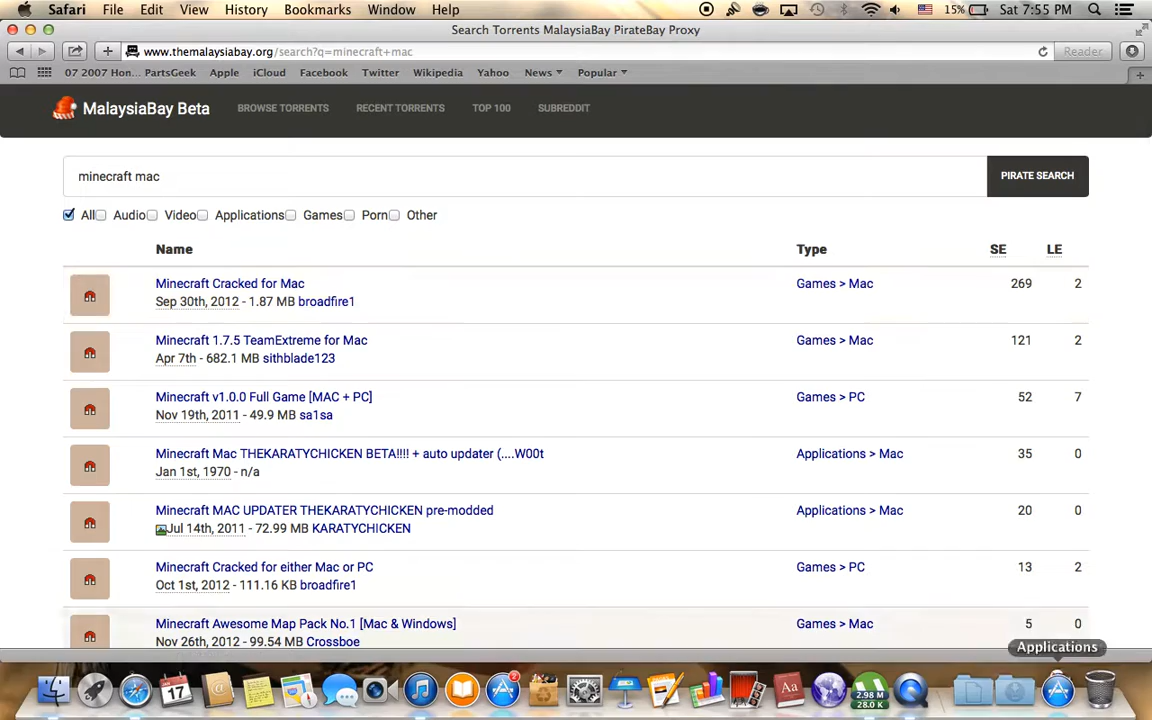 Safari File Edit View History Bookmarks Window Help 15% Sat 7:55 PM
Search Torrents MalaysiaBay PirateBay Proxy
www.themalaysiabay.org/search?q=minecraft+mac Reader
07 2007 Hon... PartsGeek Apple iCloud Facebook Twitter Wikipedia Yahoo News Popular
MalaysiaBay Beta BROWSE TORRENTS RECENT TORRENTS TOP 100 SUBREDDIT
minecraft mac PIRATE SEARCH
All Audio Video Applications Games Porn Other
Name Type SE LE
Minecraft Cracked for Mac Games > Mac 269 2
Sep 30th, 2012 - 1.87 MB broadfire1
Minecraft 1.7.5 TeamExtreme for Mac Games > Mac 121 2
Apr 7th - 682.1 MB sithblade123
Minecraft v1.0.0 Full Game [MAC + PC] Games > PC 52 7
Nov 19th, 2011 - 49.9 MB sa1sa
Minecraft Mac THEKARATYCHICKEN BETA!!!! + auto updater (....W00t Applications > Mac 35 0
Jan 1st, 1970 - n/a
Minecraft MAC UPDATER THEKARATYCHICKEN pre-modded Applications > Mac 20 0
Jul 14th, 2011 - 72.99 MB KARATYCHICKEN
Minecraft Cracked for either Mac or PC Games > PC 13 2
Oct 1st, 2012 - 111.16 KB broadfire1
Minecraft Awesome Map Pack No.1 [Mac & Windows] Games > Mac 5 0
Nov 26th, 2012 - 99.54 MB Crossboe
Applications
17
2
Aa
2.98 M
28.0 K